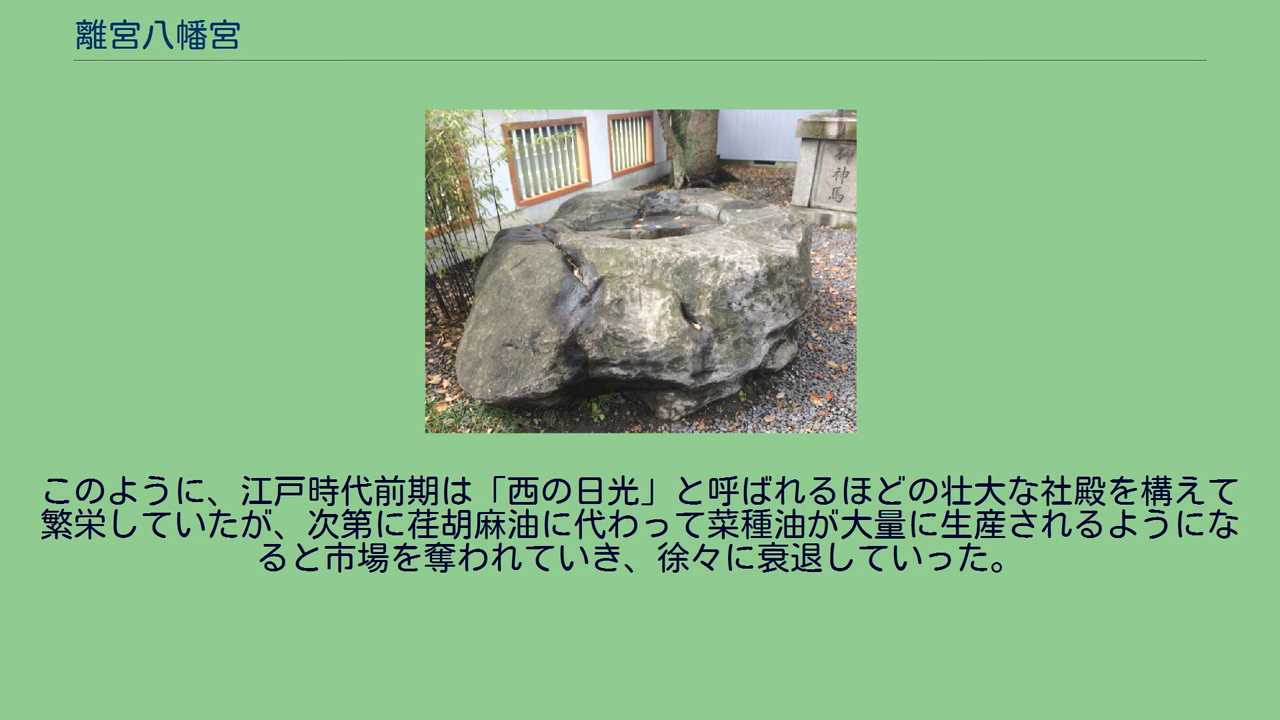 離宮八幡宮
神馬
このように、江戸時代前期は「西の日光」と呼ばれるほどの壮大な社殿を構えて
繁栄していたが、次第に荏胡麻油に代わって菜種油が大量に生産されるようにな
ると市場を奪われていき、徐々に衰退していった。